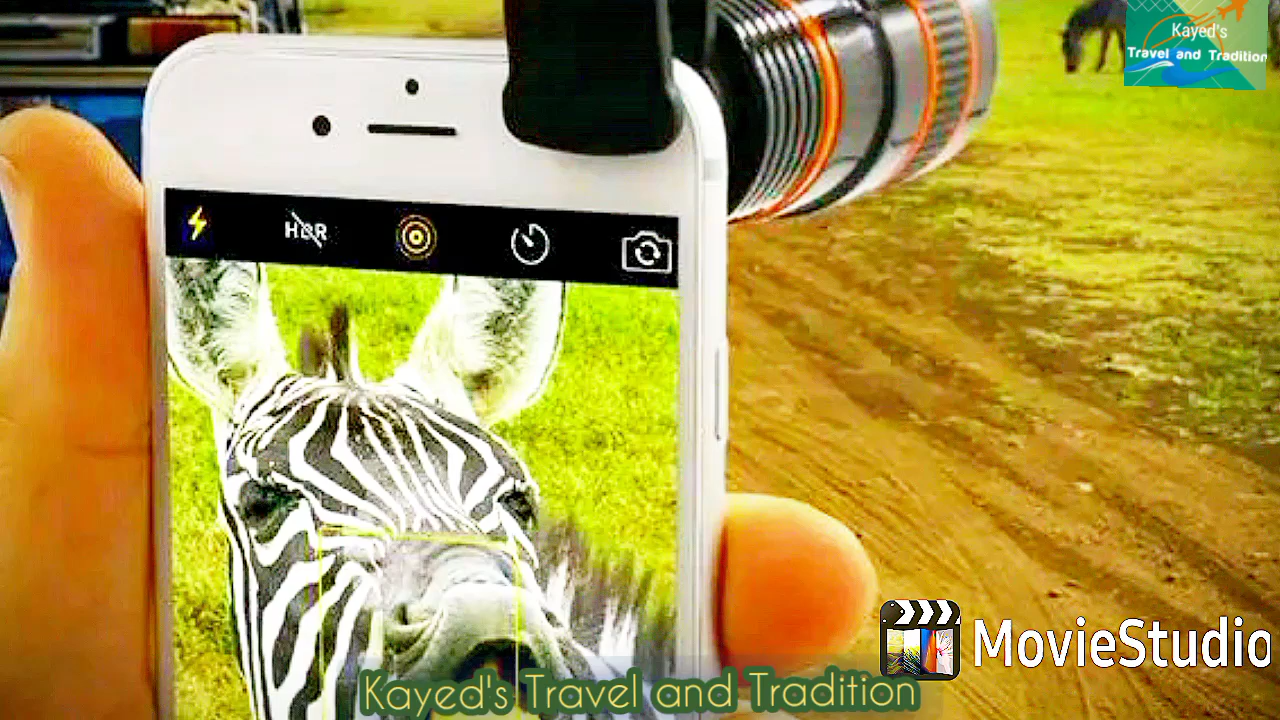 Kayed's
Travel and Tradition
HDR
MovieStudio
Kayed's Travel and Tradition